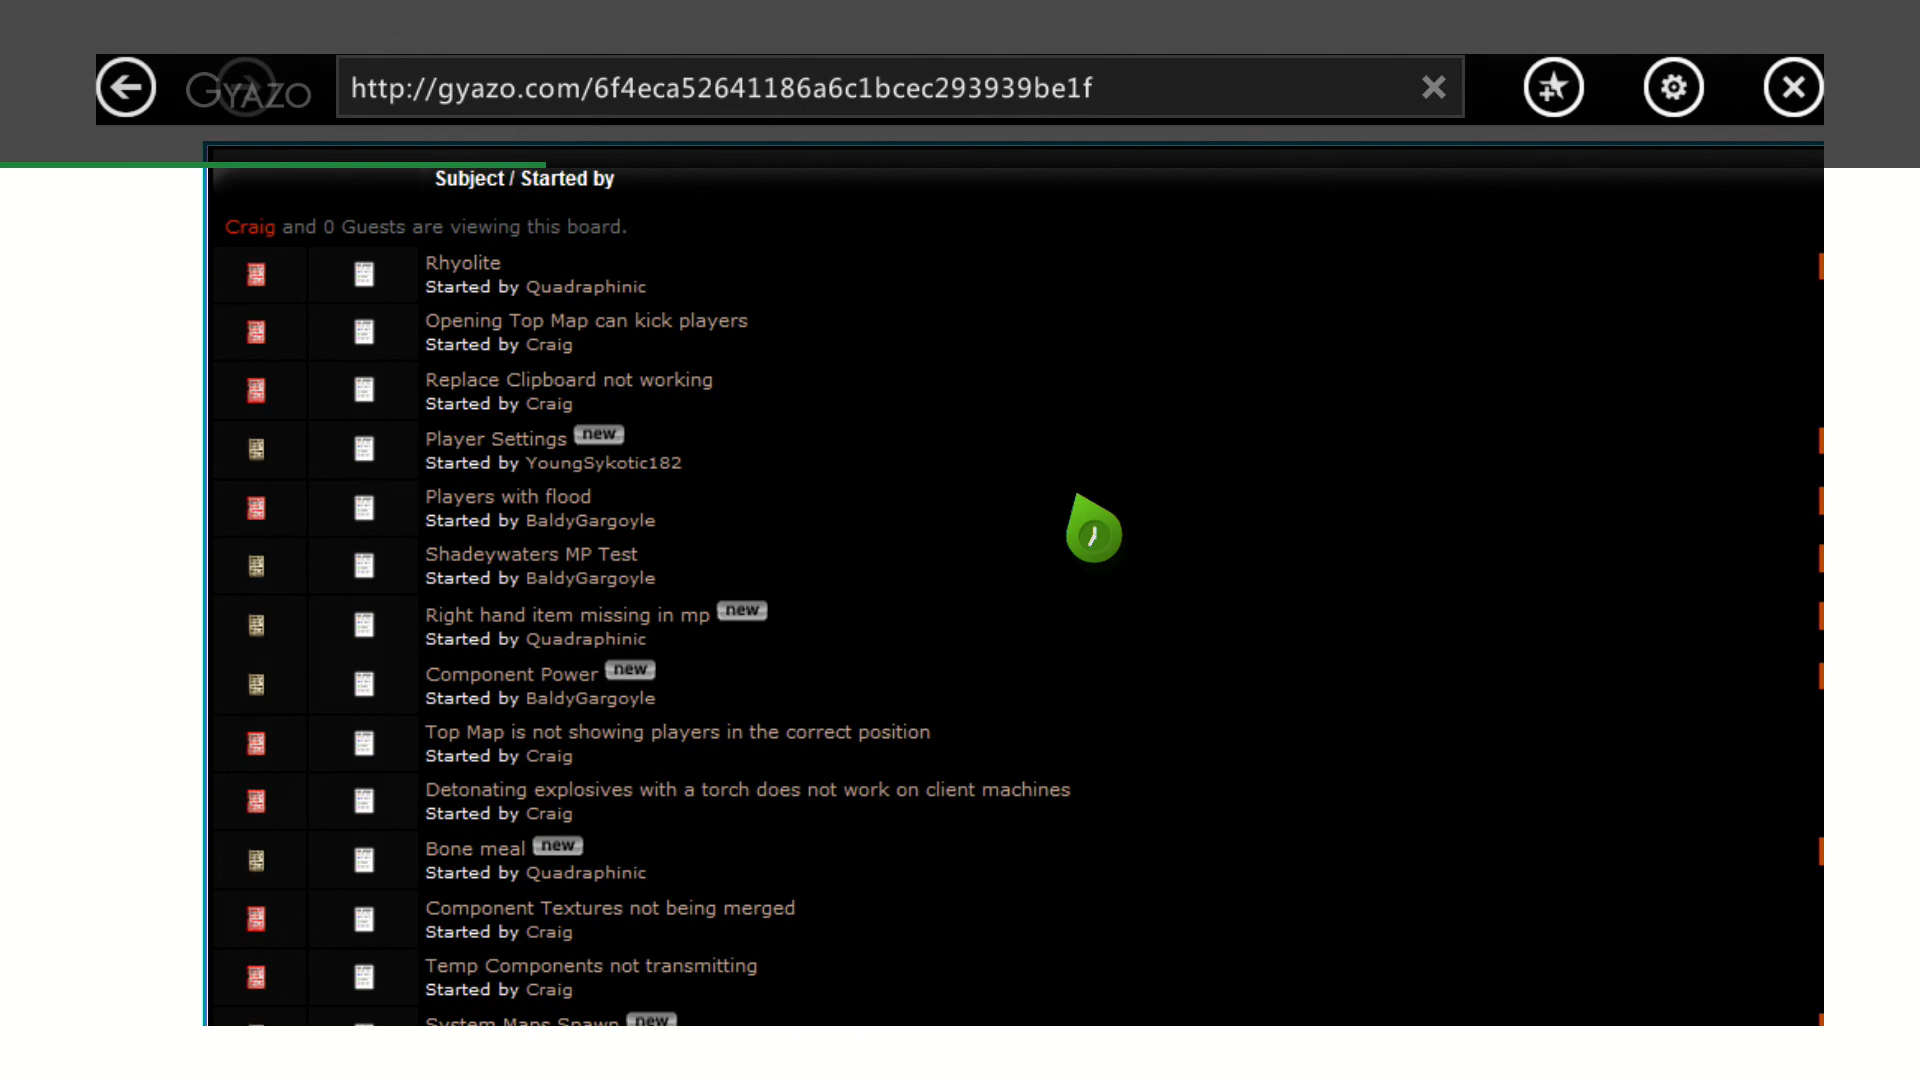 GYAZO
http://gyazo.com/6f4eca52641186a6c1bcec293939be1f
Subject / Started by
Craig and 0 Guests are viewing this board.
Rhyolite
Started by Quadraphinic
Opening Top Map can kick players
Started by Craig
Replace Clipboard not working
Started by Craig
Player Settings new
Started by YoungSykotic182
Players with flood
Started by BaldyGargoyle
Shadeywaters MP Test
Started by BaldyGargoyle
Right hand item missing in mp new
Started by Quadraphinic
Component Power new
Started by BaldyGargoyle
Top Map is not showing players in the correct position
Started by Craig
Detonating explosives with a torch does not work on client machines
Started by Craig
Bone meal new
Started by Quadraphinic
Component Textures not being merged
Started by Craig
Temp Components not transmitting
Started by Craig
System Maps Spawn new